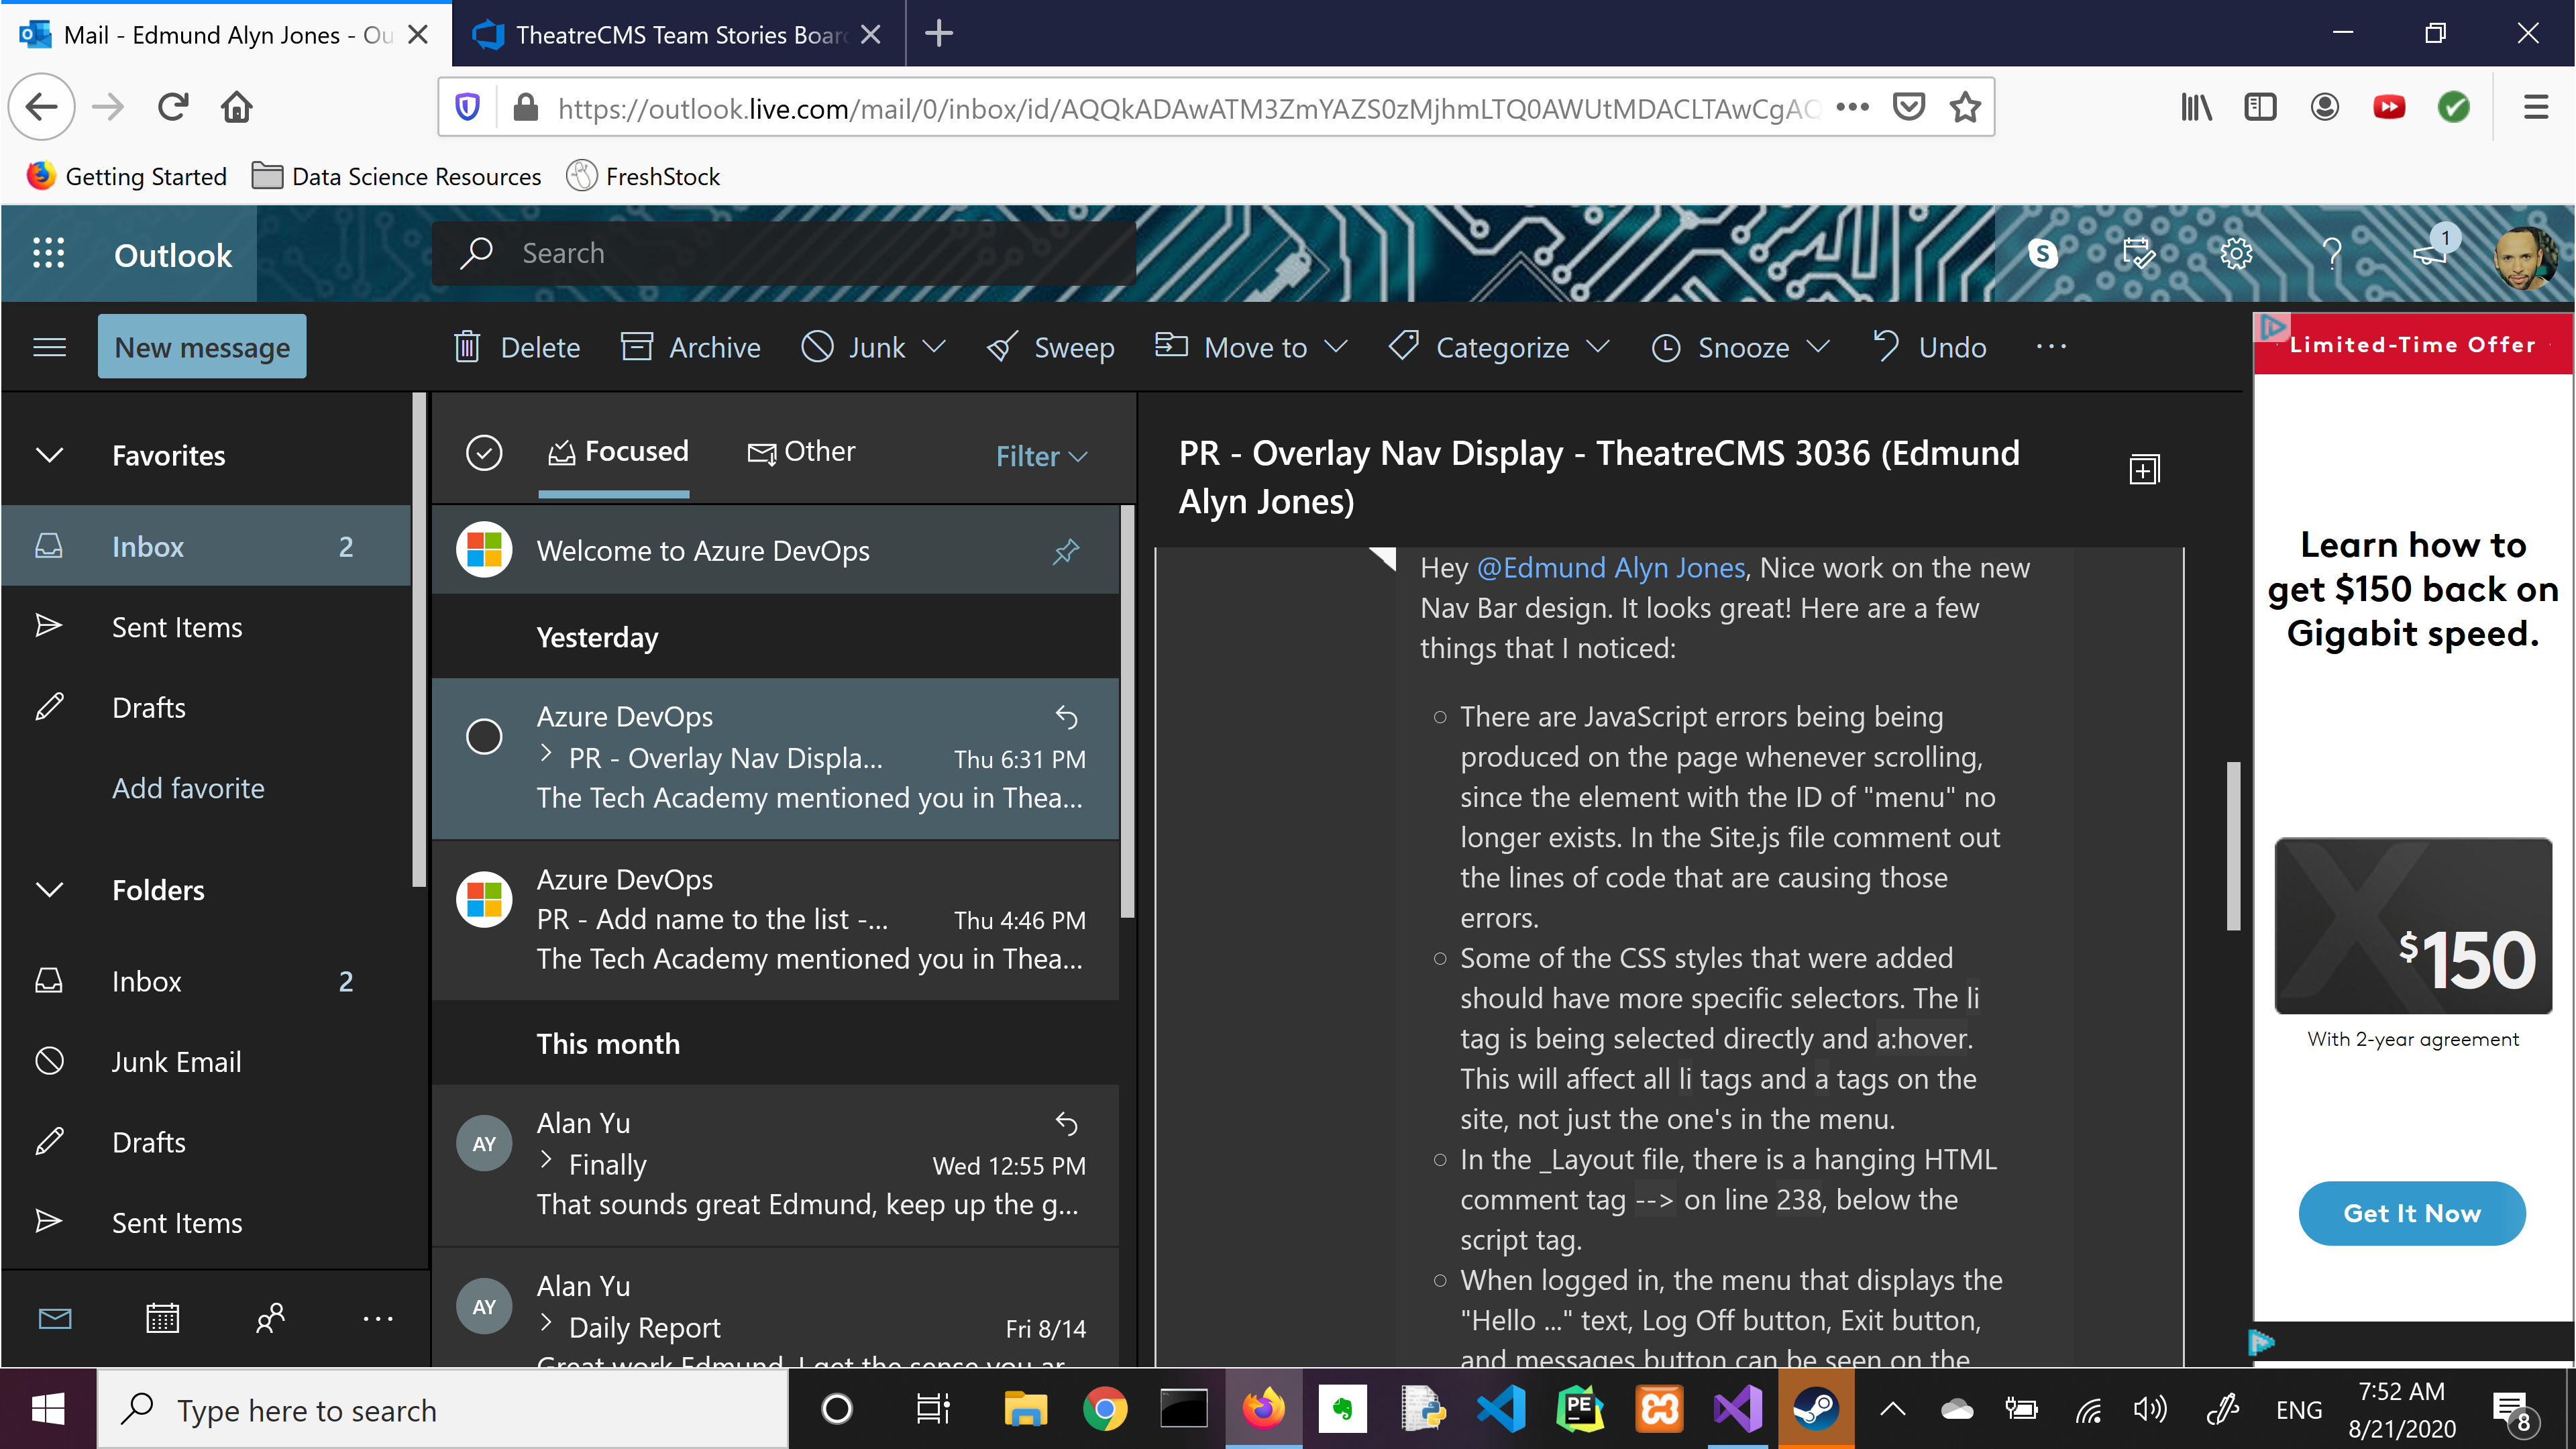 Mail - Edmund Alyn Jones - Ou
TheatreCMS Team Stories Boar
https://outlook.live.com/mail/0/inbox/id/AQQkADAwATM3ZmYAZS0zMjhmLTQ0AWUtMDACLTAwCgAQ
Getting Started
Data Science Resources
FreshStock
Outlook
Search
1
New message
Delete
Archive
Junk
Sweep
Move to
Categorize
Snooze
Undo
Favorites
Inbox 2
Sent Items
Drafts
Add favorite
Folders
Inbox 2
Junk Email
Drafts
Sent Items
Focused
Other
Filter
Welcome to Azure DevOps
Yesterday
Azure DevOps
PR - Overlay Nav Displa... Thu 6:31 PM
The Tech Academy mentioned you in Thea...
Azure DevOps
PR - Add name to the list -... Thu 4:46 PM
The Tech Academy mentioned you in Thea...
This month
AY
Alan Yu
Finally Wed 12:55 PM
That sounds great Edmund, keep up the g...
AY
Alan Yu
Daily Report Fri 8/14
Great work Edmund, I get the sense you ar
PR - Overlay Nav Display - TheatreCMS 3036 (Edmund
Alyn Jones)
Hey @Edmund Alyn Jones, Nice work on the new
Nav Bar design. It looks great! Here are a few
things that I noticed:
There are JavaScript errors being being
produced on the page whenever scrolling,
since the element with the ID of "menu" no
longer exists. In the Site.js file comment out
the lines of code that are causing those
errors.
Some of the CSS styles that were added
should have more specific selectors. The li
tag is being selected directly and a:hover.
This will affect all li tags and a tags on the
site, not just the one's in the menu.
In the _Layout file, there is a hanging HTML
comment tag --> on line 238, below the
script tag.
When logged in, the menu that displays the
"Hello ..." text, Log Off button, Exit button,
and messages button can be seen on the
Limited-Time Offer
Learn how to
get $150 back on
Gigabit speed.
$150
With 2-year agreement
Get It Now
Type here to search
PE
ENG
7:52 AM
8/21/2020
8